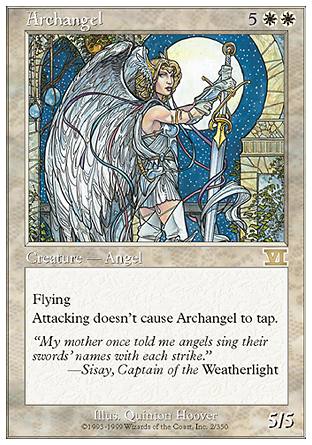 Archangel 5
Creature — Angel VI
Flying
Attacking doesn't cause Archangel to tap.
"My mother once told me angels sing their
swords' names with each strike."
—Sisay, Captain of the Weatherlight
Illus. Quinton Hoover
©1993-1999 Wizards of the Coast, Inc. 2/350
5/5